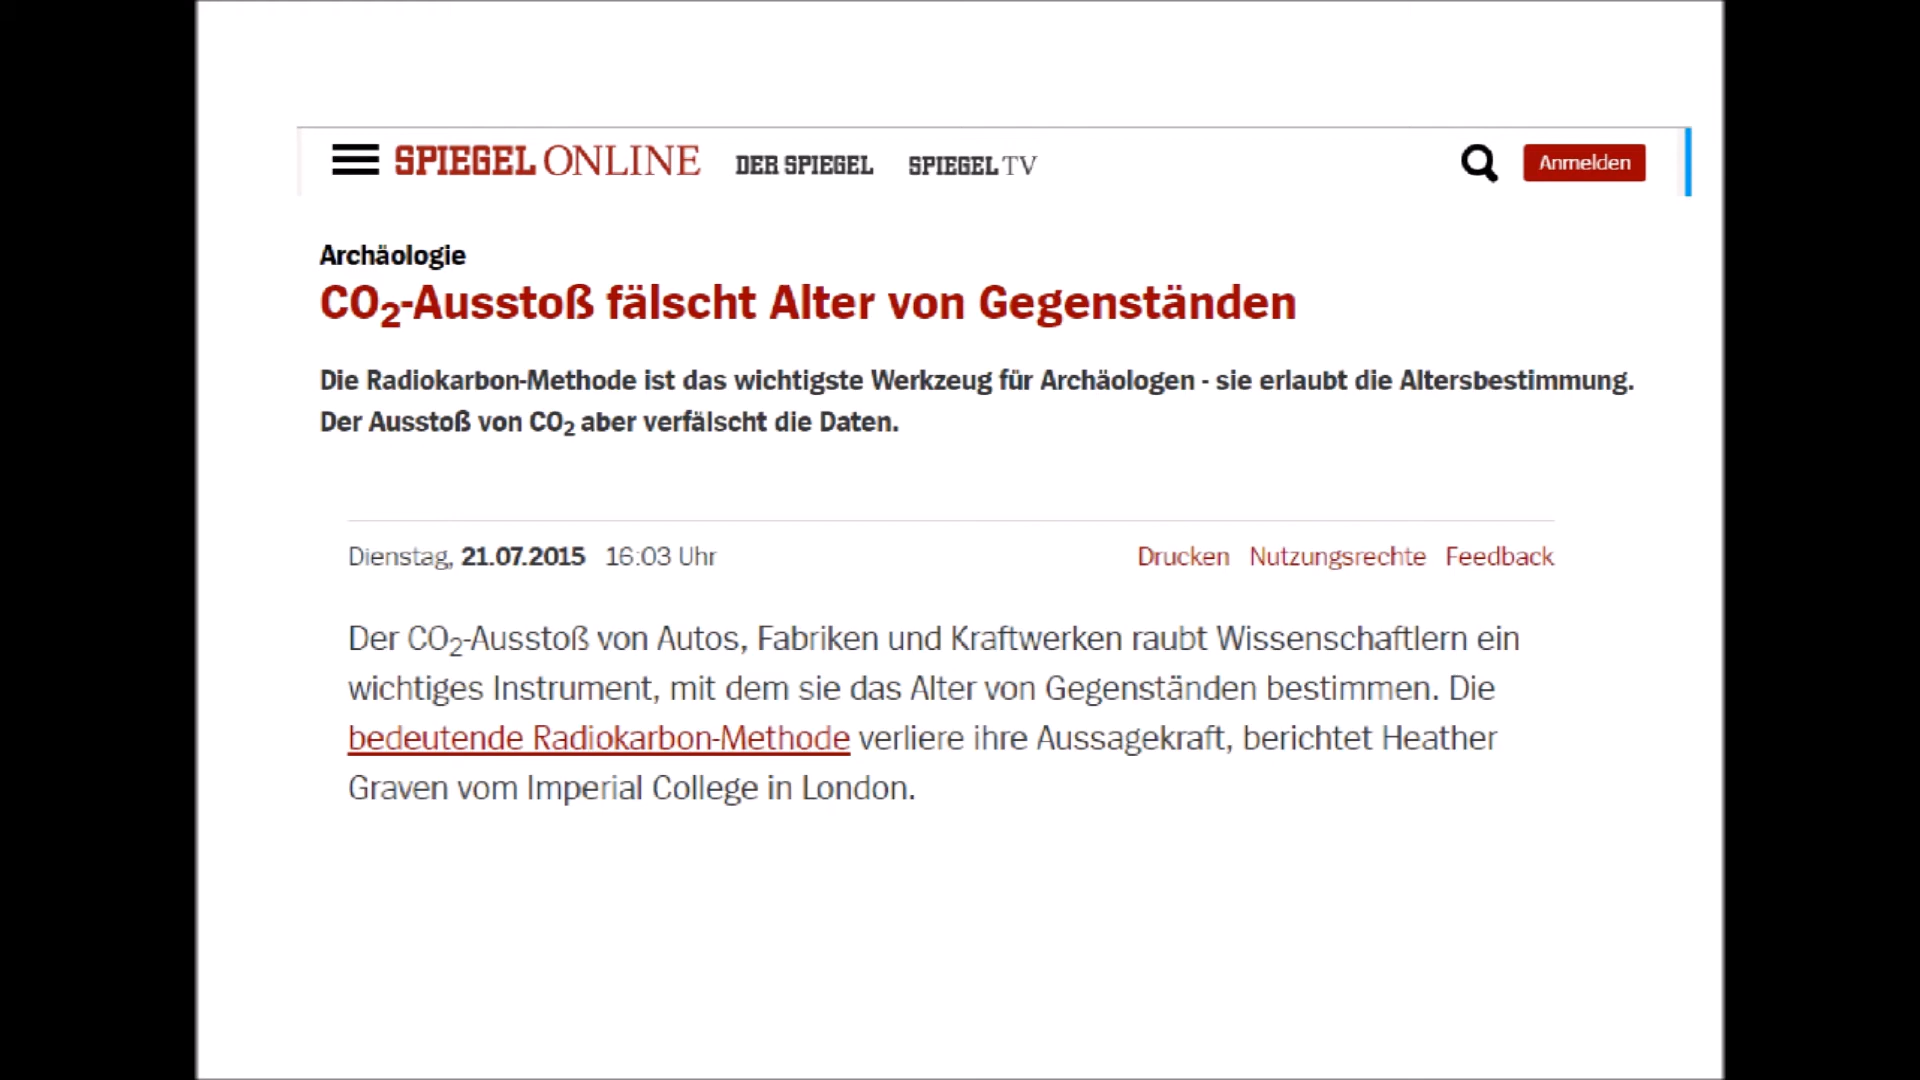 SPIEGEL ONLINE DER SPIEGEL SPIEGEL TV Anmelden
Archäologie
CO₂-Ausstoß fälscht Alter von Gegenständen
Die Radiokarbon-Methode ist das wichtigste Werkzeug für Archäologen - sie erlaubt die Altersbestimmung.
Der Ausstoß von CO₂ aber verfälscht die Daten.
Dienstag, 21.07.2015 16:03 Uhr Drucken Nutzungsrechte Feedback
Der CO₂-Ausstoß von Autos, Fabriken und Kraftwerken raubt Wissenschaftlern ein
wichtiges Instrument, mit dem sie das Alter von Gegenständen bestimmen. Die
bedeutende Radiokarbon-Methode verliere ihre Aussagekraft, berichtet Heather
Graven vom Imperial College in London.